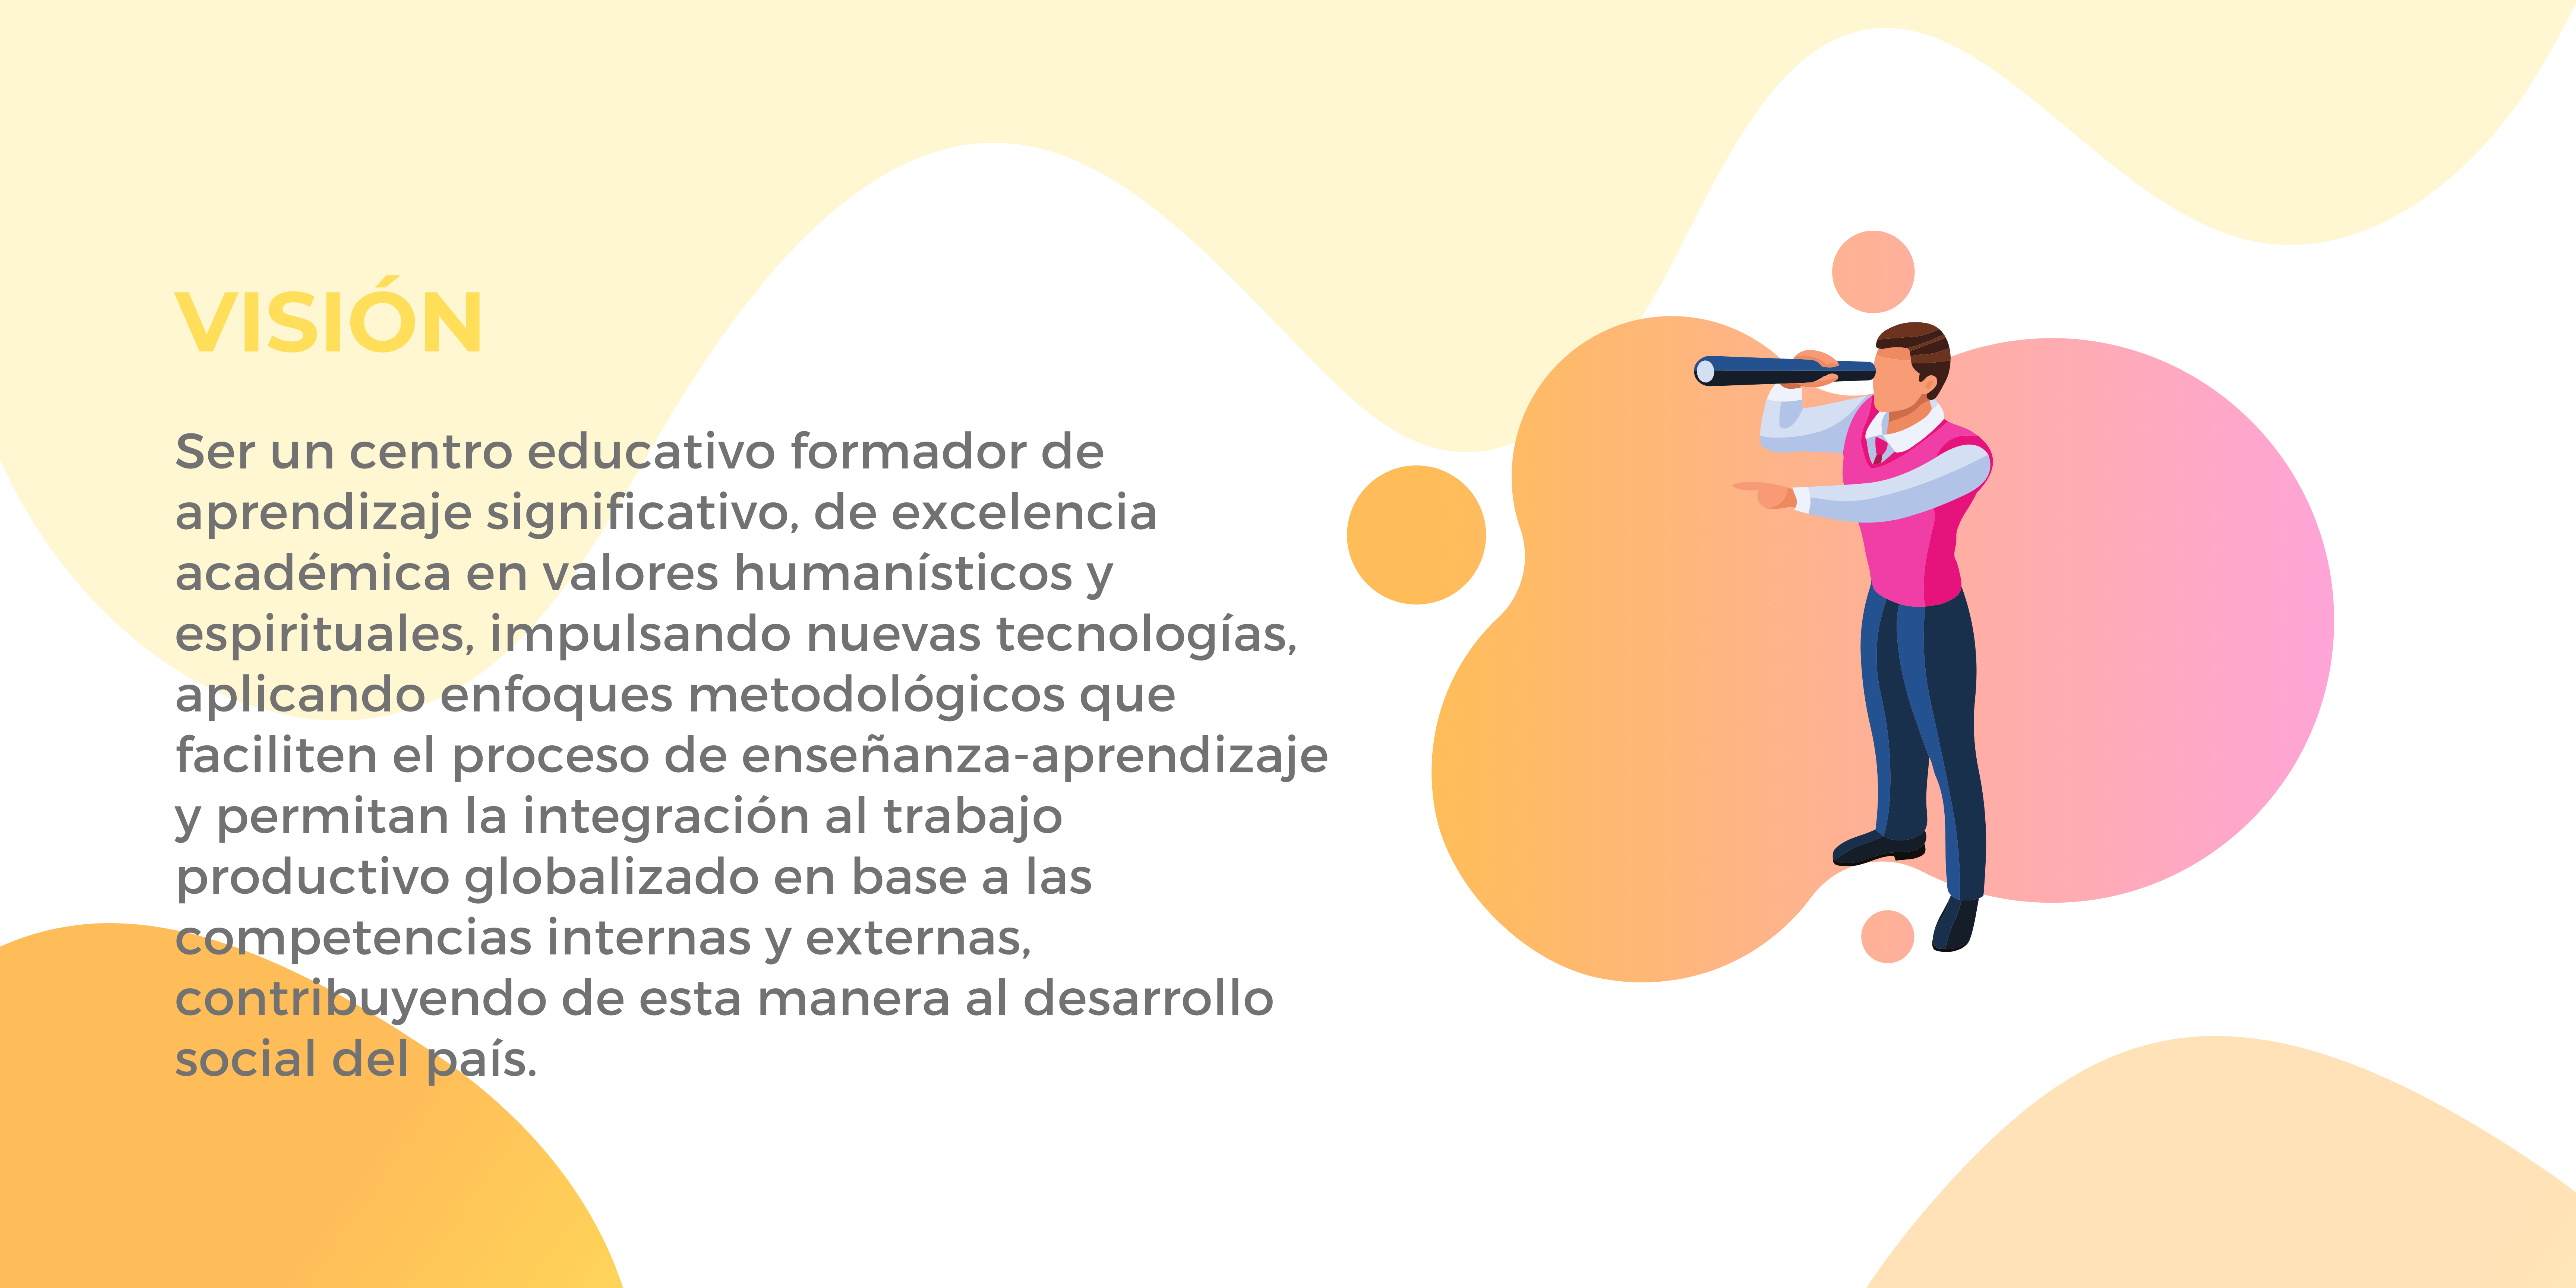 VISIÓN
Ser un centro educativo formador de
aprendizaje significativo, de excelencia
académica en valores humanísticos y
espirituales, impulsando nuevas tecnologías,
aplicando enfoques metodológicos que
faciliten el proceso de enseñanza-aprendizaje
y permitan la integración al trabajo
productivo globalizado en base a las
competencias internas y externas,
contribuyendo de esta manera al desarrollo
social del país.